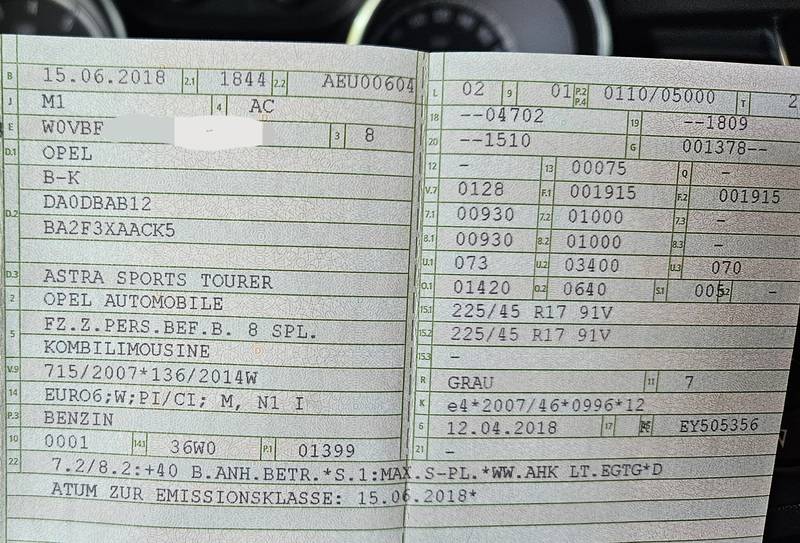 B 15.06.2018 2.1 1844 2.2 AEU00604
J M1 4 AC
E W0VBF 3 8
D.1 OPEL
B-K
DA0DBAB12
D.2 BA2F3XAACK5
D.3 ASTRA SPORTS TOURER
2 OPEL AUTOMOBILE
5 FZ.Z.PERS.BEF.B. 8 SPL.
KOMBILIMOUSINE
V.9 715/2007*136/2014W
14 EURO6;W;PI/CI; M, N1 I
P.3 BENZIN
10 0001 14.1 36W0 P.1 01399
L 02 9 01 P.2 P.4 0110/05000 T 2
18 --04702 19 --1809
20 --1510 G 001378--
12 - 13 00075 Q -
V.7 0128 F.1 001915 F.2 001915
7.1 00930 7.2 01000 7.3 -
8.1 00930 8.2 01000 8.3 -
U.1 073 U.2 03400 U.3 070
O.1 01420 O.2 0640 S.1 005 S.2 -
15.1 225/45 R17 91V
15.2 225/45 R17 91V
15.3 -
R GRAU 11 7
K e4*2007/46*0996*12
6 12.04.2018 17 16 EY505356
21 -
22 7.2/8.2:+40 B.ANH.BETR.*S.1:MAX.S-PL.*WW.AHK LT.EGTG*D
ATUM ZUR EMISSIONSKLASSE: 15.06.2018*